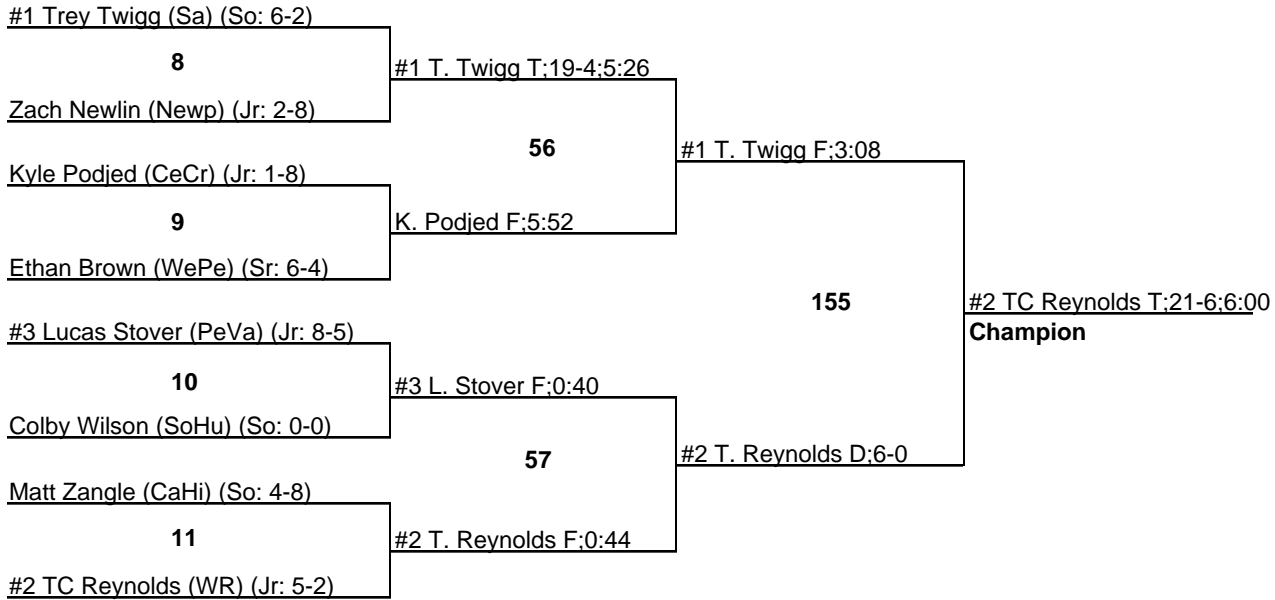 #1 Trey Twigg (Sa) (So: 6-2)
8
#1 T. Twigg T;19-4;5:26
Zach Newlin (Newp) (Jr: 2-8)
56
#1 T. Twigg F;3:08
Kyle Podjed (CeCr) (Jr: 1-8)
9
K. Podjed F;5:52
Ethan Brown (WePe) (Sr: 6-4)
155
#2 TC Reynolds T;21-6;6:00
Champion
#3 Lucas Stover (PeVa) (Jr: 8-5)
10
#3 L. Stover F;0:40
Colby Wilson (SoHu) (So: 0-0)
57
#2 T. Reynolds D;6-0
Matt Zangle (CaHi) (So: 4-8)
11
#2 T. Reynolds F;0:44
#2 TC Reynolds (WR) (Jr: 5-2)